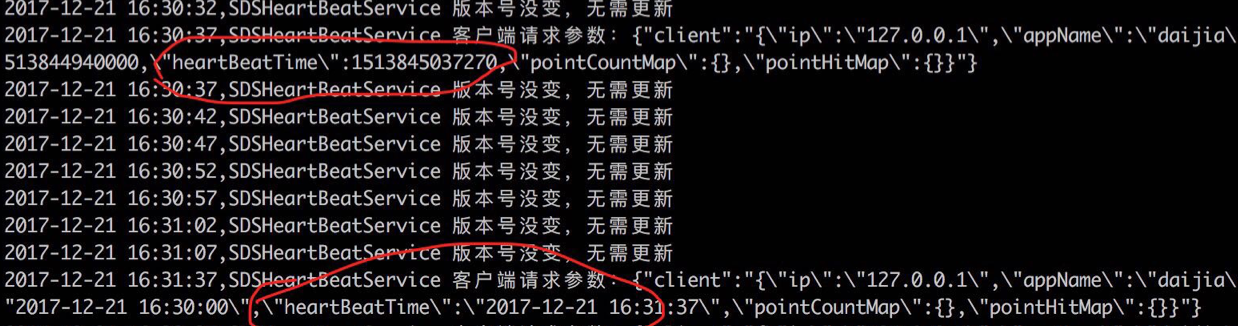 2017-12-21 16:30:32,SDSHeartBeatService 版本号没变，无需更新
2017-12-21 16:30:37,SDSHeartBeatService 客户端请求参数：{"client":"{\"ip\":\"127.0.0.1\",\"appName\":\"daijia\
513844940000,\"heartBeatTime\":1513845037270,\"pointCountMap\":{},\"pointHitMap\":{}}"}
2017-12-21 16:30:37,SDSHeartBeatService 版本号没变，无需更新
2017-12-21 16:30:42,SDSHeartBeatService 版本号没变，无需更新
2017-12-21 16:30:47,SDSHeartBeatService 版本号没变，无需更新
2017-12-21 16:30:52,SDSHeartBeatService 版本号没变，无需更新
2017-12-21 16:30:57,SDSHeartBeatService 版本号没变，无需更新
2017-12-21 16:31:02,SDSHeartBeatService 版本号没变，无需更新
2017-12-21 16:31:07,SDSHeartBeatService 版本号没变，无需更新
2017-12-21 16:31:37,SDSHeartBeatService 客户端请求参数：{"client":"{\"ip\":\"127.0.0.1\",\"appName\":\"daijia\
"2017-12-21 16:30:00\",\"heartBeatTime\":\"2017-12-21 16:31:37\",\"pointCountMap\":{},\"pointHitMap\":{}}"}